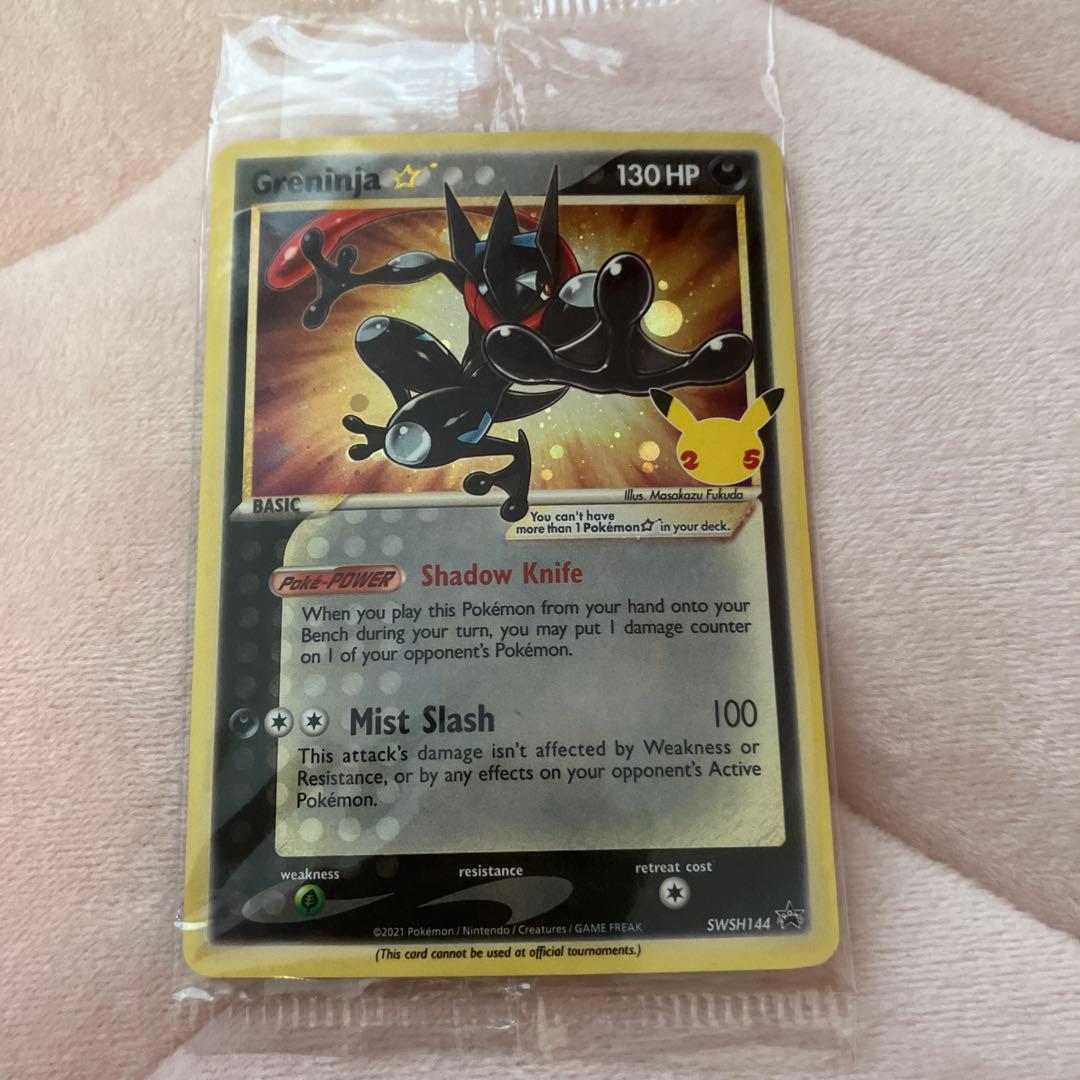 Greninja ☆ 130 HP
BASIC
Illus. Masakazu Fukuda
25
You can't have
more than 1 Pokémon☆ in your deck.
Poké-POWER Shadow Knife
When you play this Pokémon from your hand onto your
Bench during your turn, you may put 1 damage counter
on 1 of your opponent's Pokémon.
Mist Slash 100
This attack's damage isn't affected by Weakness or
Resistance, or by any effects on your opponent's Active
Pokémon.
weakness resistance retreat cost
©2021 Pokémon / Nintendo / Creatures / GAME FREAK
SWSH144 PROMO
(This card cannot be used at official tournaments.)